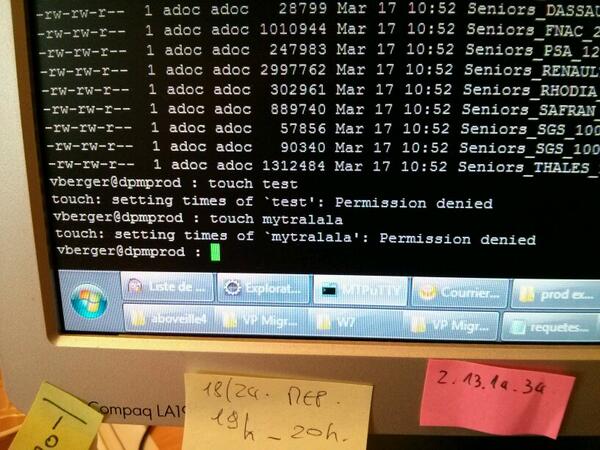 -rw-rw-r-- 1 adoc adoc 28799 Mar 17 10:52 Seniors_DASSAU
-rw-rw-r-- 1 adoc adoc 1010944 Mar 17 10:52 Seniors_FNAC_2
-rw-rw-r-- 1 adoc adoc 247983 Mar 17 10:52 Seniors_PSA_12
-rw-rw-r-- 1 adoc adoc 2997762 Mar 17 10:52 Seniors_RENAUL
-rw-rw-r-- 1 adoc adoc 302961 Mar 17 10:52 Seniors_RHODIA
-rw-rw-r-- 1 adoc adoc 889740 Mar 17 10:52 Seniors_SAFRAN
-rw-rw-r-- 1 adoc adoc 57856 Mar 17 10:52 Seniors_SGS_100
-rw-rw-r-- 1 adoc adoc 90340 Mar 17 10:52 Seniors_SGS_100
-rw-rw-r-- 1 adoc adoc 1312484 Mar 17 10:52 Seniors_THALES_
vberger@dpmprod : touch test
touch: setting times of `test': Permission denied
vberger@dpmprod : touch mytralala
touch: setting times of `mytralala': Permission denied
vberger@dpmprod :
Liste de ... Explorat... MTPuTTY Courrier... prod ex...
aboveille4 VP Migr... W7 VP Migr... requetes...
Compaq LA19
18/24. ПЕР.
19h - 20h.
2.13.1a.3a